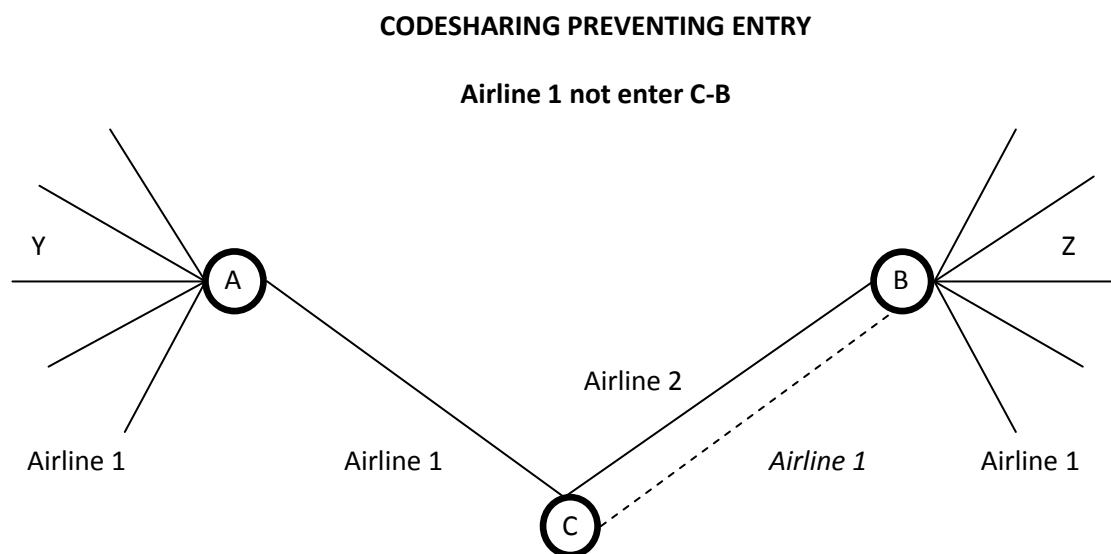 CODESHARING PREVENTING ENTRY
Airline 1 not enter C-B
Y
Z
A
B
Airline 2
Airline 1
Airline 1
Airline 1
Airline 1
C